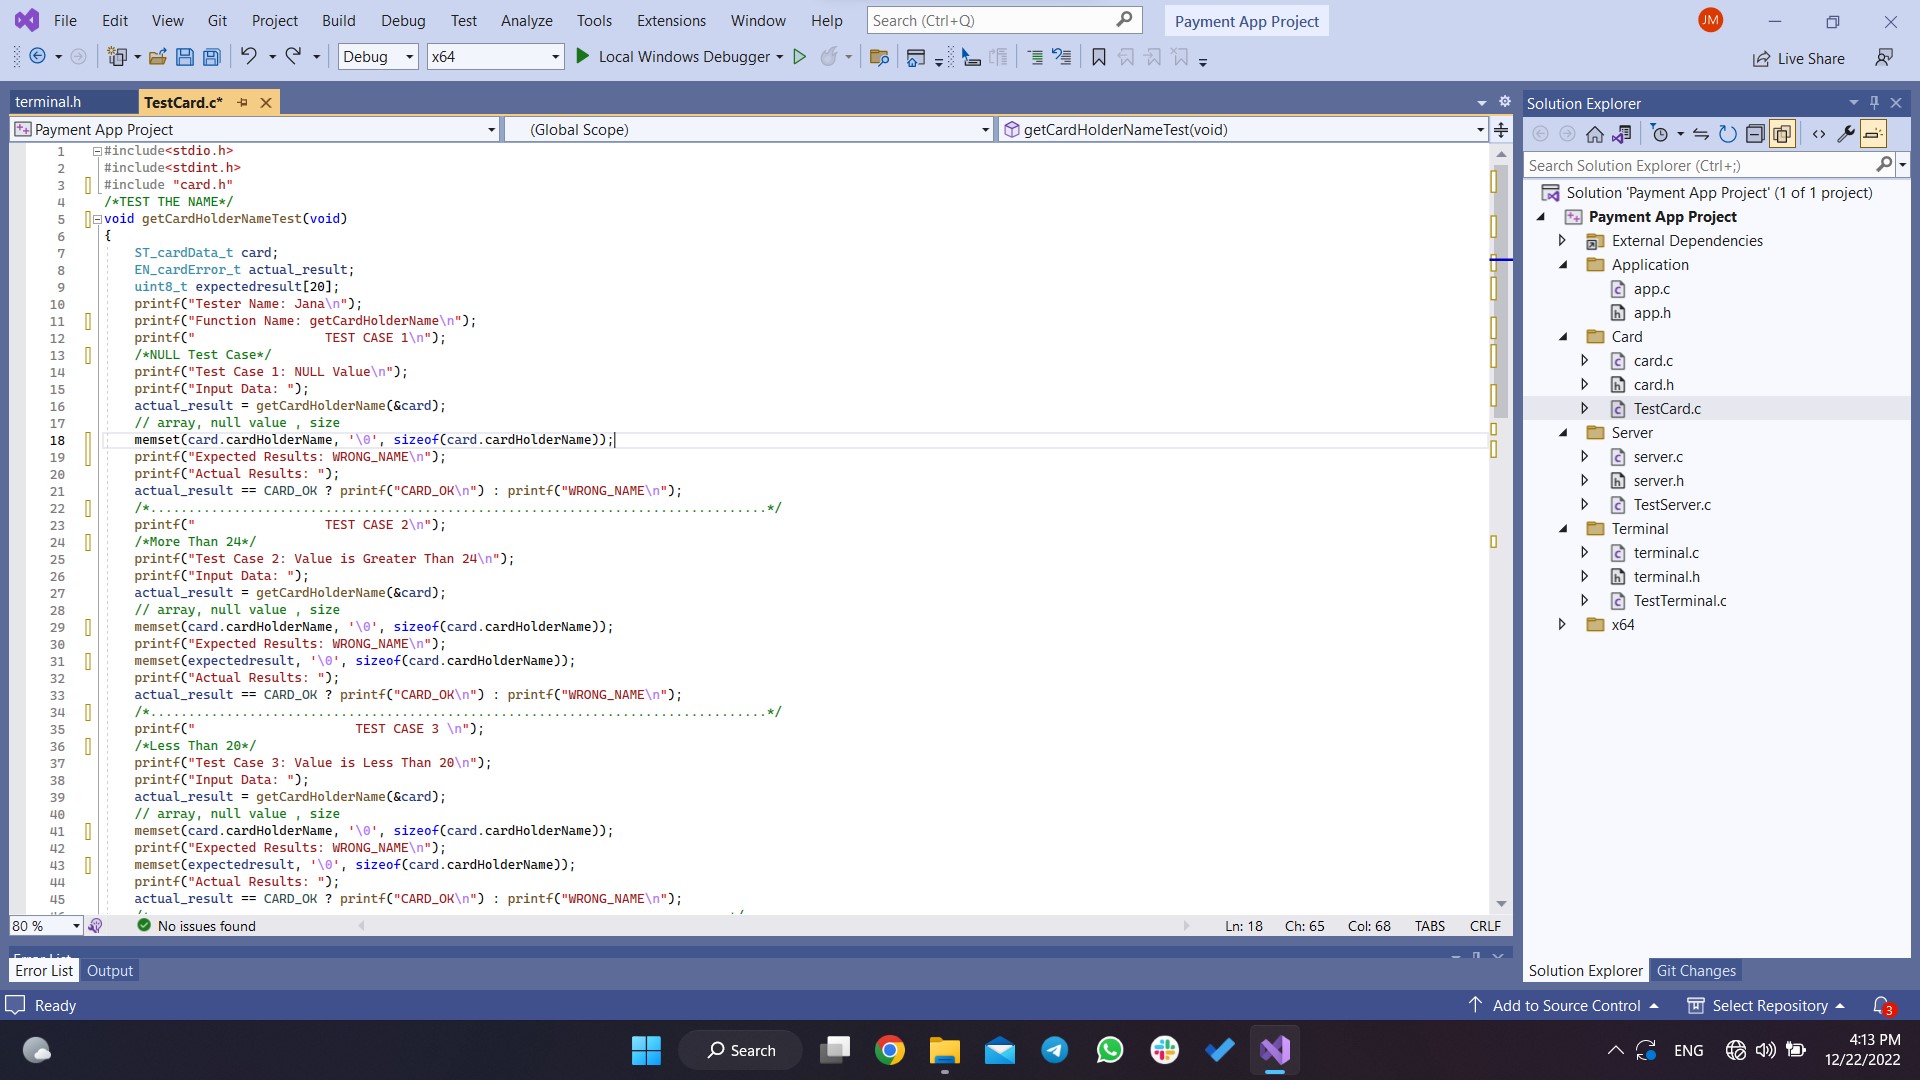 File Edit View Git Project Build Debug Test Analyze Tools Extensions Window Help Search (Ctrl+Q) Payment App Project JM
Debug x64 Local Windows Debugger Live Share
terminal.h TestCard.c*
Payment App Project (Global Scope) getCardHolderNameTest(void)
1 #include<stdio.h>
2 #include<stdint.h>
3 #include "card.h"
4 /*TEST THE NAME*/
5 void getCardHolderNameTest(void)
6 {
7 ST_cardData_t card;
8 EN_cardError_t actual_result;
9 uint8_t expectedresult[20];
10 printf("Tester Name: Jana\n");
11 printf("Function Name: getCardHolderName\n");
12 printf("                 TEST CASE 1\n");
13 /*NULL Test Case*/
14 printf("Test Case 1: NULL Value\n");
15 printf("Input Data: ");
16 actual_result = getCardHolderName(&card);
17 // array, null value , size
18 memset(card.cardHolderName, '\0', sizeof(card.cardHolderName));
19 printf("Expected Results: WRONG_NAME\n");
20 printf("Actual Results: ");
21 actual_result == CARD_OK ? printf("CARD_OK\n") : printf("WRONG_NAME\n");
22 /*.................................................................................*/
23 printf("                 TEST CASE 2\n");
24 /*More Than 24*/
25 printf("Test Case 2: Value is Greater Than 24\n");
26 printf("Input Data: ");
27 actual_result = getCardHolderName(&card);
28 // array, null value , size
29 memset(card.cardHolderName, '\0', sizeof(card.cardHolderName));
30 printf("Expected Results: WRONG_NAME\n");
31 memset(expectedresult, '\0', sizeof(card.cardHolderName));
32 printf("Actual Results: ");
33 actual_result == CARD_OK ? printf("CARD_OK\n") : printf("WRONG_NAME\n");
34 /*.................................................................................*/
35 printf("                     TEST CASE 3 \n");
36 /*Less Than 20*/
37 printf("Test Case 3: Value is Less Than 20\n");
38 printf("Input Data: ");
39 actual_result = getCardHolderName(&card);
40 // array, null value , size
41 memset(card.cardHolderName, '\0', sizeof(card.cardHolderName));
42 printf("Expected Results: WRONG_NAME\n");
43 memset(expectedresult, '\0', sizeof(card.cardHolderName));
44 printf("Actual Results: ");
45 actual_result == CARD_OK ? printf("CARD_OK\n") : printf("WRONG_NAME\n");
80 % No issues found Ln: 18 Ch: 65 Col: 68 TABS CRLF
Error List
Error List Output
Solution Explorer
Search Solution Explorer (Ctrl+;)
Solution 'Payment App Project' (1 of 1 project)
Payment App Project
External Dependencies
Application
app.c
app.h
Card
card.c
card.h
TestCard.c
Server
server.c
server.h
TestServer.c
Terminal
terminal.c
terminal.h
TestTerminal.c
x64
Solution Explorer Git Changes
Ready Add to Source Control Select Repository 3
Search ENG 4:13 PM
12/22/2022